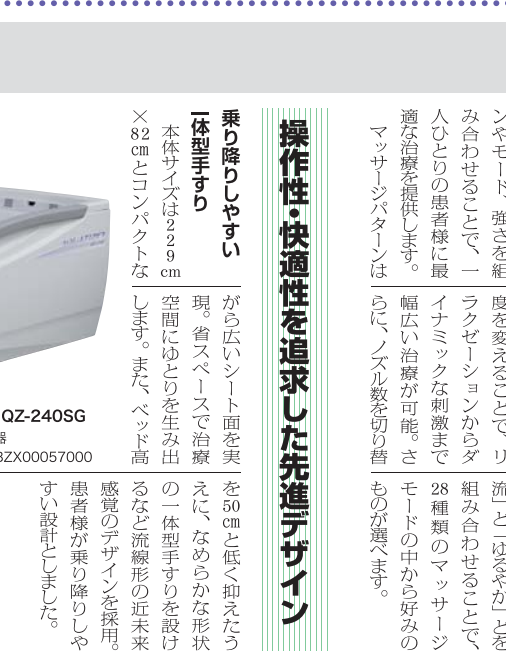 ンやモード、強さを組
み合わせることで、一
人ひとりの患者様に最
適な治療を提供します。
マッサージパターンは
度を変えることで、リ
ラクゼーションからダ
イナミックな刺激まで
幅広い治療が可能。さ
らに、ノズル数を切り替
流」と「ゆるやか」とを
組み合わせることで、
28種類のマッサージ
モードの中から好みの
ものが選べます。
操作性・快適性を追求した先進デザイン
乗り降りしやすい
一体型手すり
本体サイズは229cm
×82cmとコンパクトな
がら広いシート面を実
現。省スペースで治療
空間にゆとりを生み出
します。また、ベッド高
を50cmと低く抑えたう
えに、なめらかな形状
の一体型手すりを設け
るなど流線形の近未来
感覚のデザインを採用。
患者様が乗り降りしや
すい設計としました。
QZ-240SG
器
BZX00057000